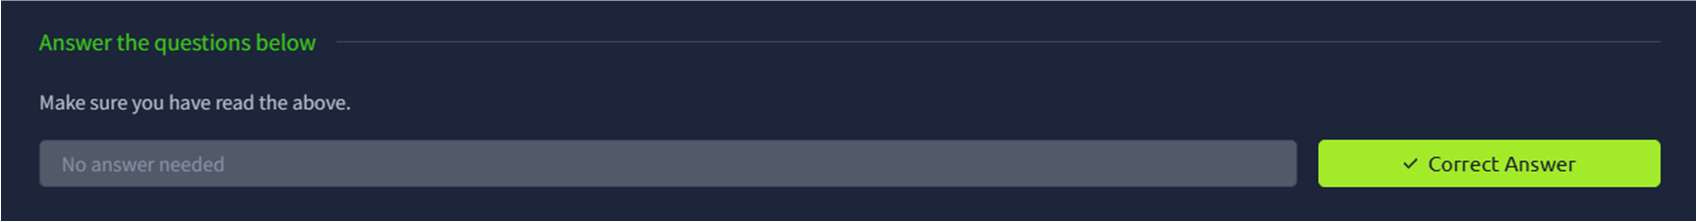 Answer the questions below
Make sure you have read the above.
No answer needed
✓ Correct Answer